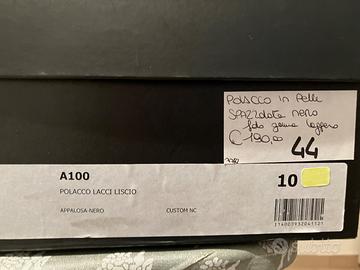 POLACCO in Pelle
SPAZZOLATA nero
fdo gomma leggero
€ 190,00 44
A100
10
POLACCO LACCI LISCIO
APPALOSA-NERO
CUSTOM NC